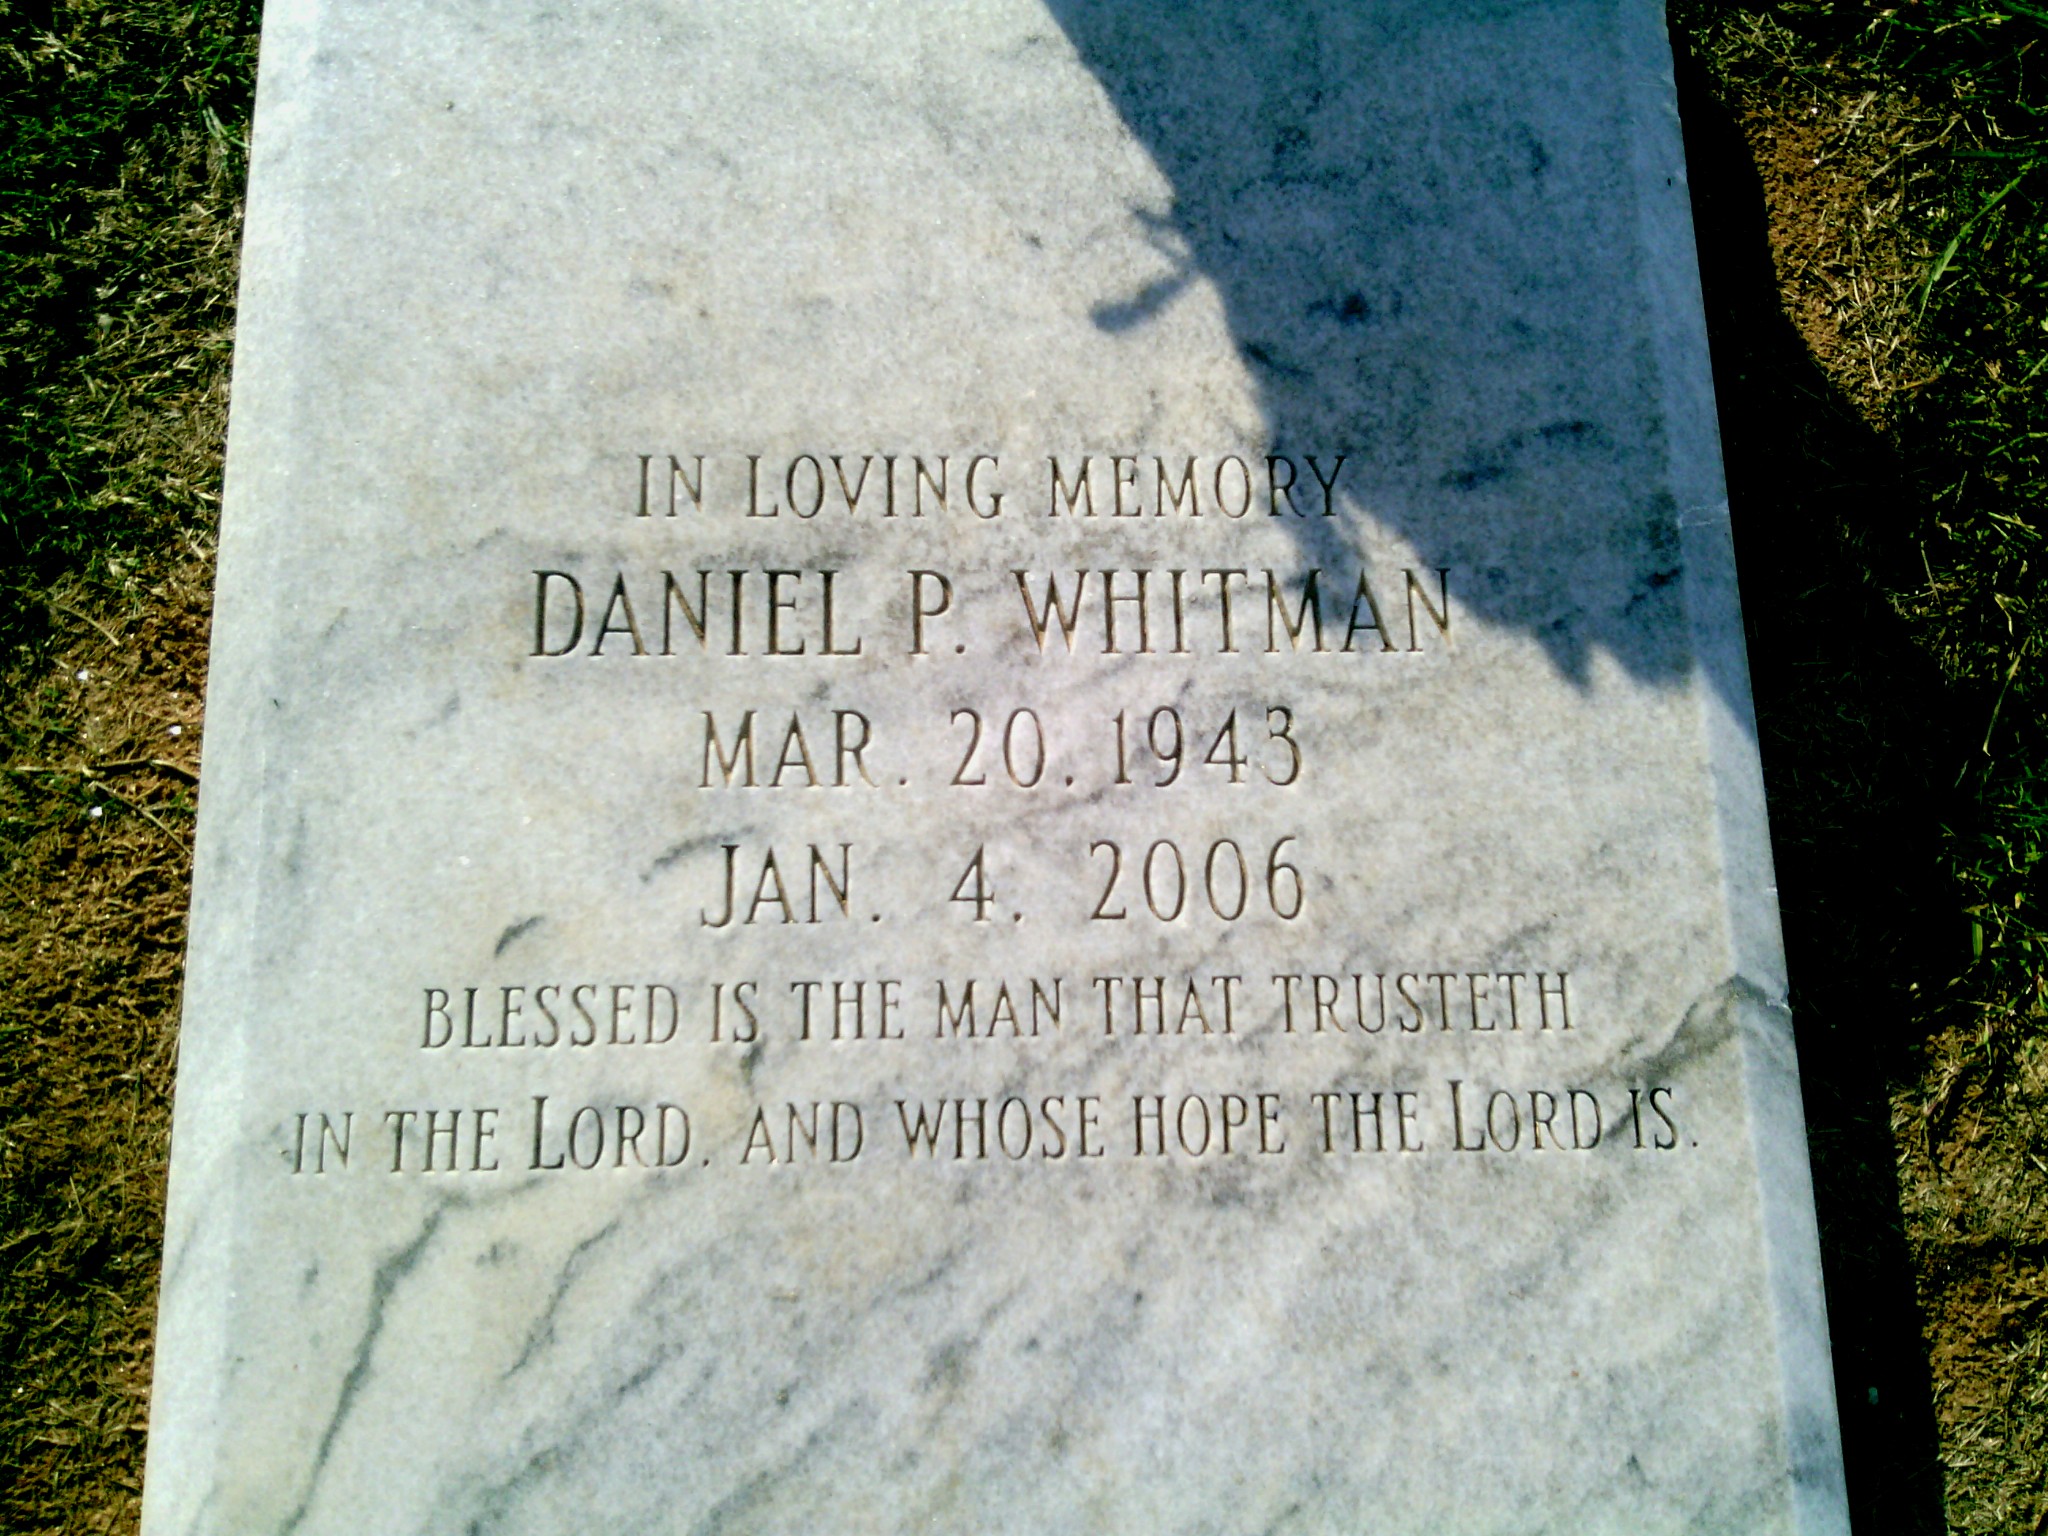 IN LOVING MEMORY
DANIEL P. WHITMAN
MAR. 20, 1943
JAN. 4, 2006
BLESSED IS THE MAN THAT TRUSTETH
IN THE LORD, AND WHOSE HOPE THE LORD IS.